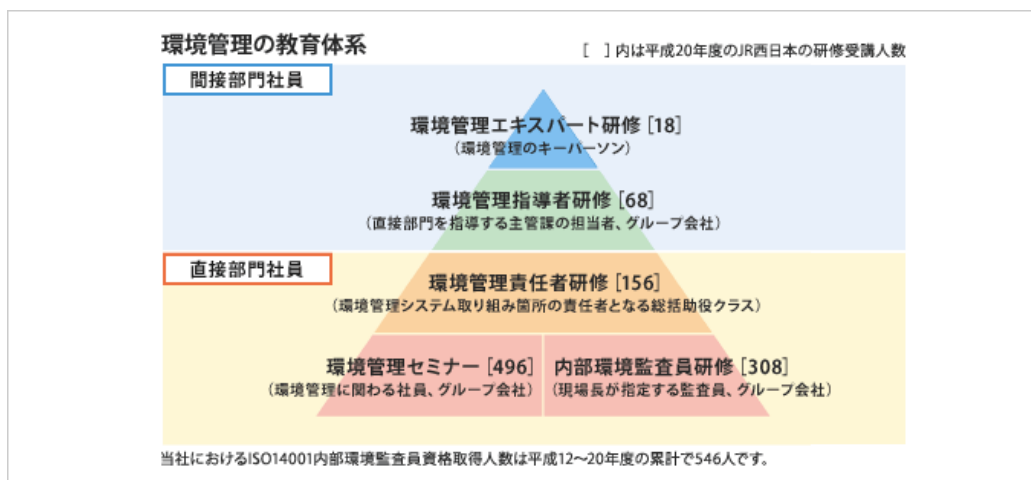 環境管理の教育体系
[　]内は平成20年度のJR西日本の研修受講人数
間接部門社員
環境管理エキスパート研修 [18]
（環境管理のキーパーソン）
環境管理指導者研修 [68]
（直接部門を指導する主管課の担当者、グループ会社）
直接部門社員
環境管理責任者研修 [156]
（環境管理システム取り組み箇所の責任者となる総括助役クラス）
環境管理セミナー [496]
（環境管理に関わる社員、グループ会社）
内部環境監査員研修 [308]
（現場長が指定する監査員、グループ会社）
当社におけるISO14001内部環境監査員資格取得人数は平成12〜20年度の累計で546人です。